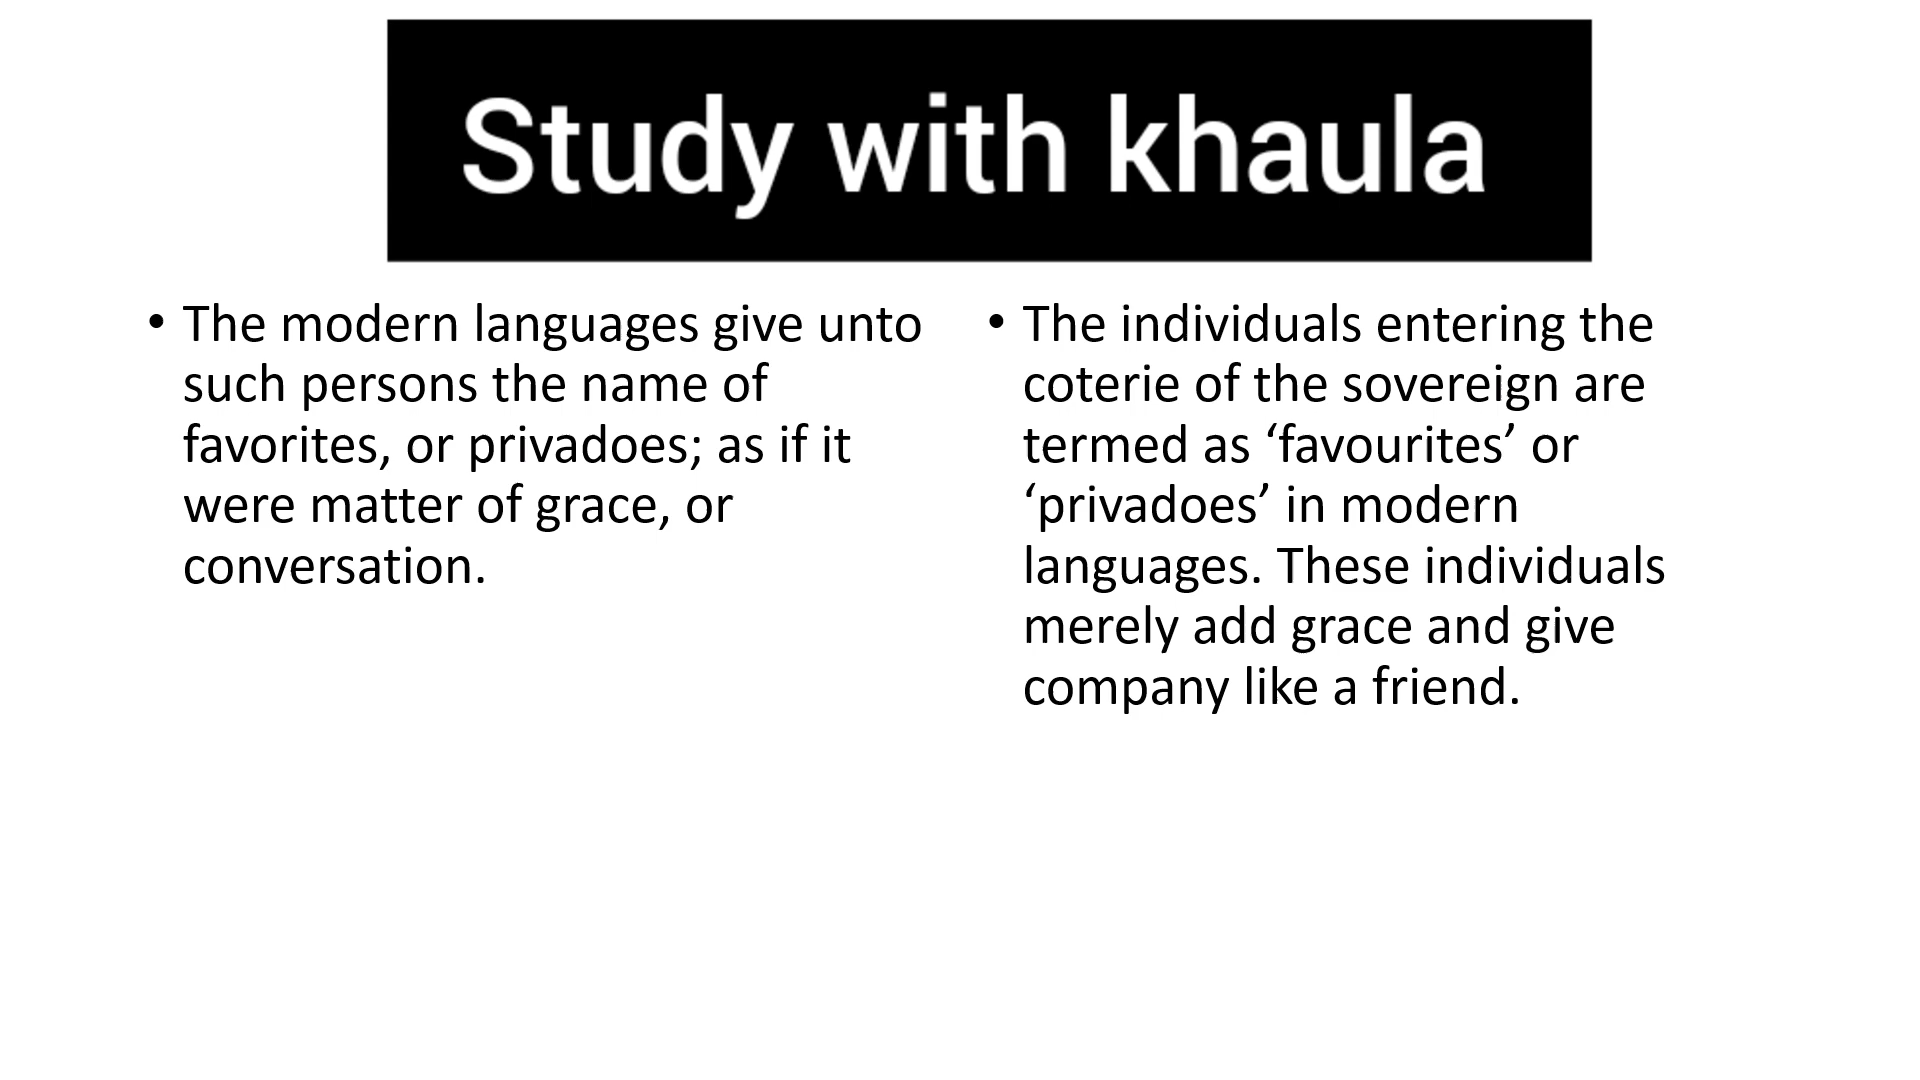 Study with khaula
• The modern languages give unto
such persons the name of
favorites, or privadoes; as if it
were matter of grace, or
conversation.
• The individuals entering the
coterie of the sovereign are
termed as ‘favourites’ or
‘privadoes’ in modern
languages. These individuals
merely add grace and give
company like a friend.